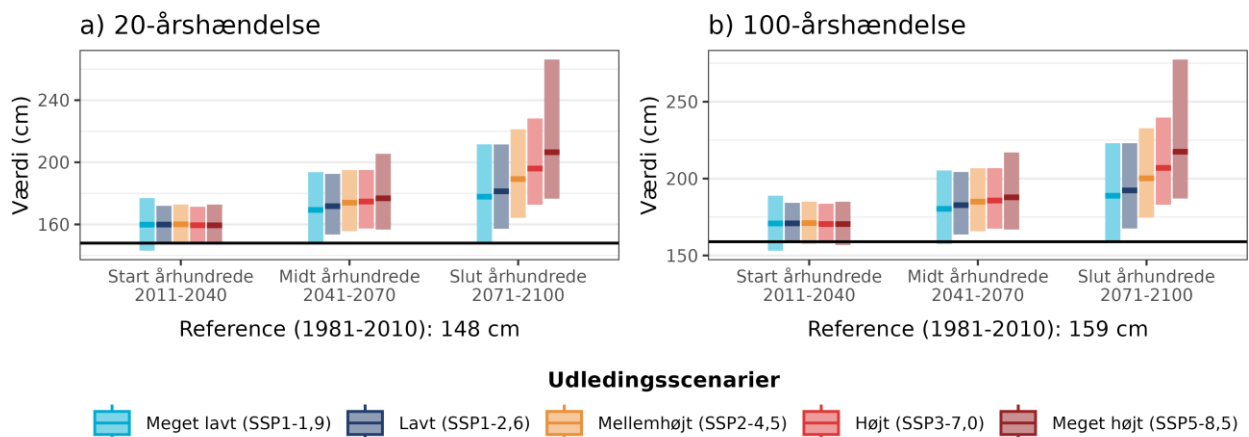 a) 20-årshændelse
Værdi (cm)
240
200
160
Start århundrede
2011-2040
Midt århundrede
2041-2070
Slut århundrede
2071-2100
Reference (1981-2010): 148 cm
b) 100-årshændelse
Værdi (cm)
250
200
150
Start århundrede
2011-2040
Midt århundrede
2041-2070
Slut århundrede
2071-2100
Reference (1981-2010): 159 cm
Udledingsscenarier
Meget lavt (SSP1-1,9)
Lavt (SSP1-2,6)
Mellemhøjt (SSP2-4,5)
Højt (SSP3-7,0)
Meget højt (SSP5-8,5)